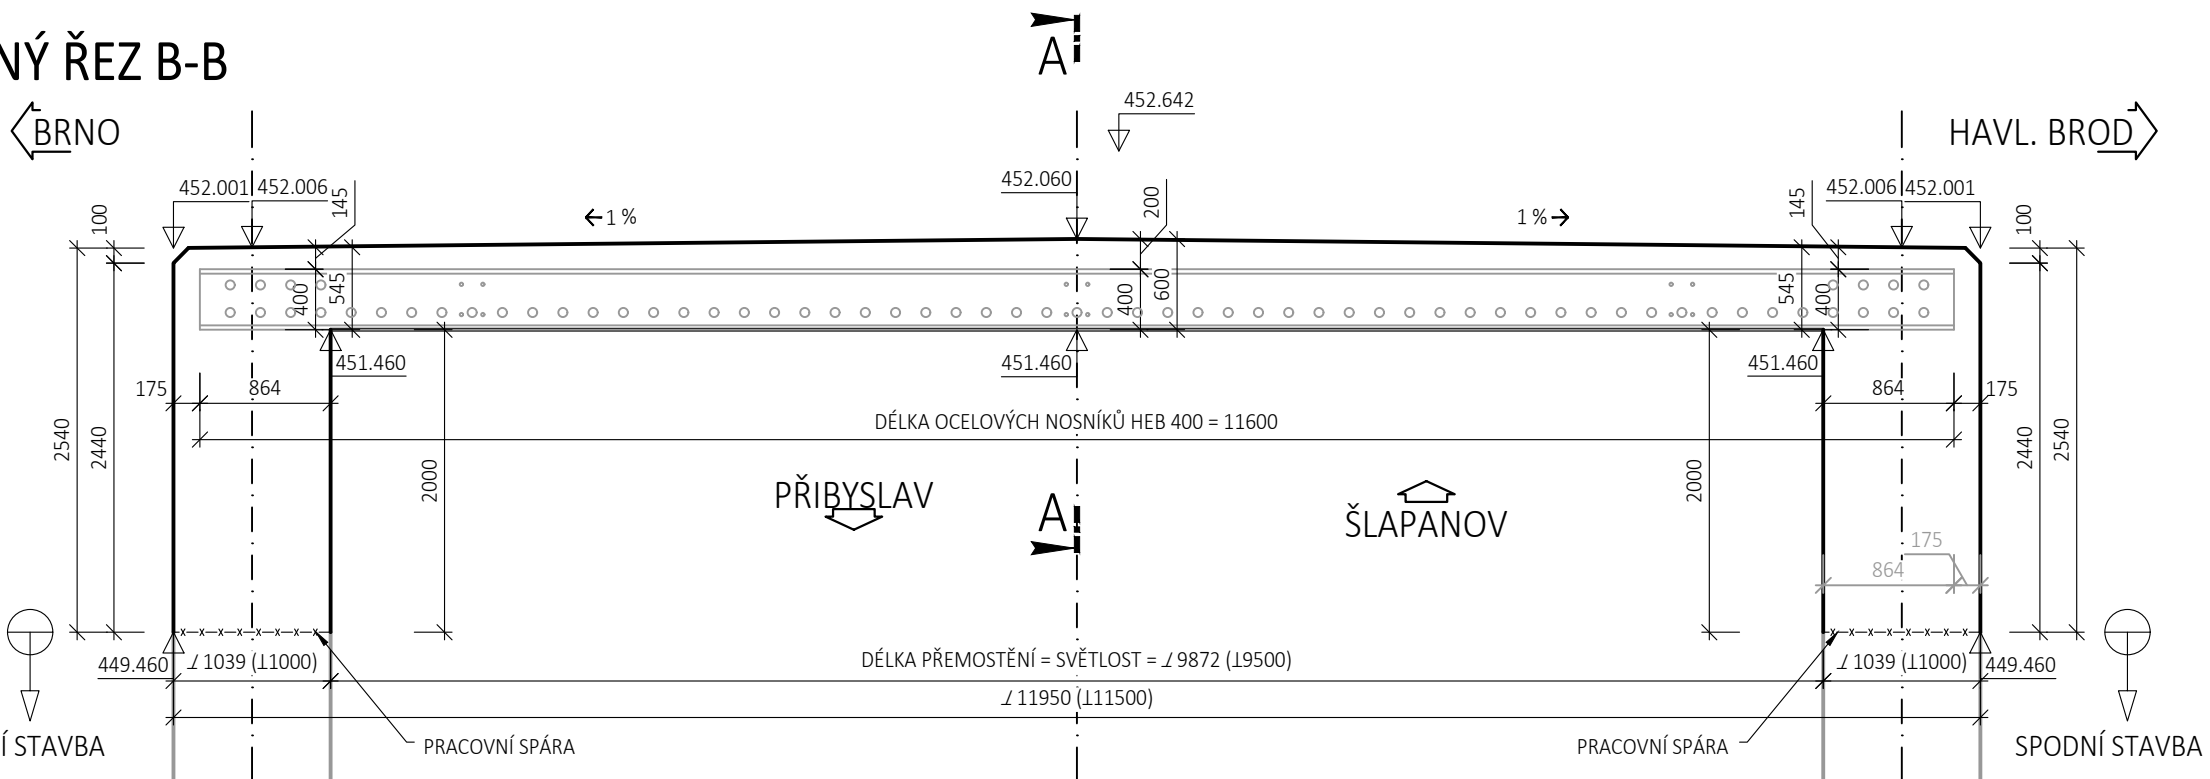 NÝ ŘEZ B-B
A
452.642
BRNO
HAVL. BROD
452.001
452.006
145
452.060
200
1 %
1 %
145
452.006
452.001
100
100
400
545
400
600
545
400
451.460
451.460
451.460
175
864
864
175
DÉLKA OCELOVÝCH NOSNÍKŮ HEB 400 = 11600
2540
2440
2000
2000
2440
2540
PŘIBYSLAV
A
ŠLAPANOV
175
864
449.460
⊥ 1039 (⊥1000)
DÉLKA PŘEMOSTĚNÍ = SVĚTLOST = ⊥ 9872 (⊥9500)
⊥ 1039 (⊥1000)
449.460
⊥ 11950 (⊥11500)
Í STAVBA
PRACOVNÍ SPÁRA
PRACOVNÍ SPÁRA
SPODNÍ STAVBA